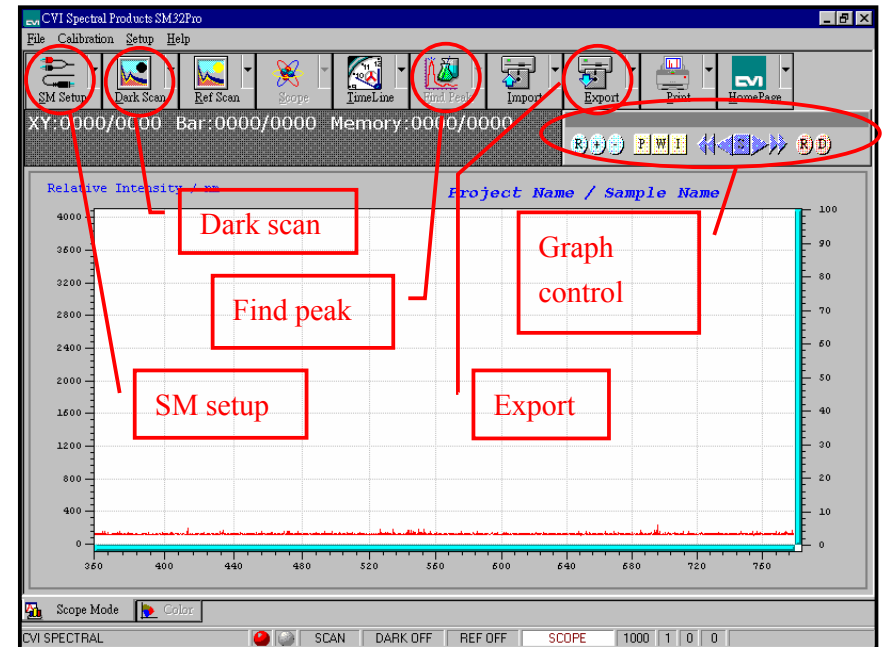 CVI CVI Spectral Products SM32Pro
File Calibration Setup Help
SM Setup Dark Scan Ref Scan Scope TimeLine Find Peak Import Export Print HomePage
CVI
XY:0000/0000 Bar:0000/0000 Memory:0000/0000
R + - P W I R D
Relative Intensity / nm Project Name / Sample Name
Dark scan
Find peak
Graph
control
SM setup
Export
4000
3600
3200
2800
2400
2000
1600
1200
800
400
0
100
90
80
70
60
50
40
30
20
10
0
360 400 440 480 520 560 600 640 680 720 760
Scope Mode Color
CVI SPECTRAL SCAN DARK OFF REF OFF SCOPE 1000 1 0 0